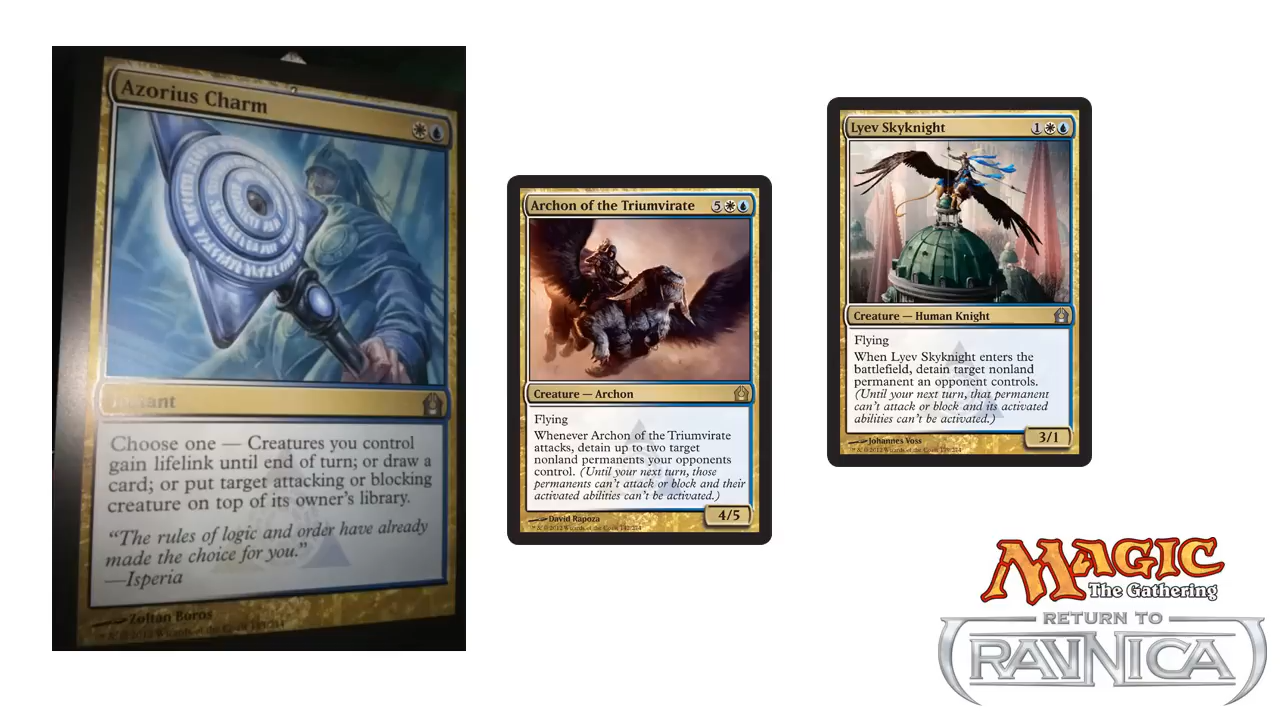 Azorius Charm
Instant
Choose one — Creatures you control
gain lifelink until end of turn; or draw a
card; or put target attacking or blocking
creature on top of its owner's library.
"The rules of logic and order have already
made the choice for you."
—Isperia
Zoltan Boros
Archon of the Triumvirate
5
Creature — Archon
Flying
Whenever Archon of the Triumvirate
attacks, detain up to two target
nonland permanents your opponents
control. (Until your next turn, those
permanents can't attack or block and their
activated abilities can't be activated.)
4/5
David Rapoza
Lyev Skyknight
1
Creature — Human Knight
Flying
When Lyev Skyknight enters the
battlefield, detain target nonland
permanent an opponent controls.
(Until your next turn, that permanent
can't attack or block and its activated
abilities can't be activated.)
3/1
Johannes Voss
MAGIC
The Gathering
RETURN TO
RAVNICA